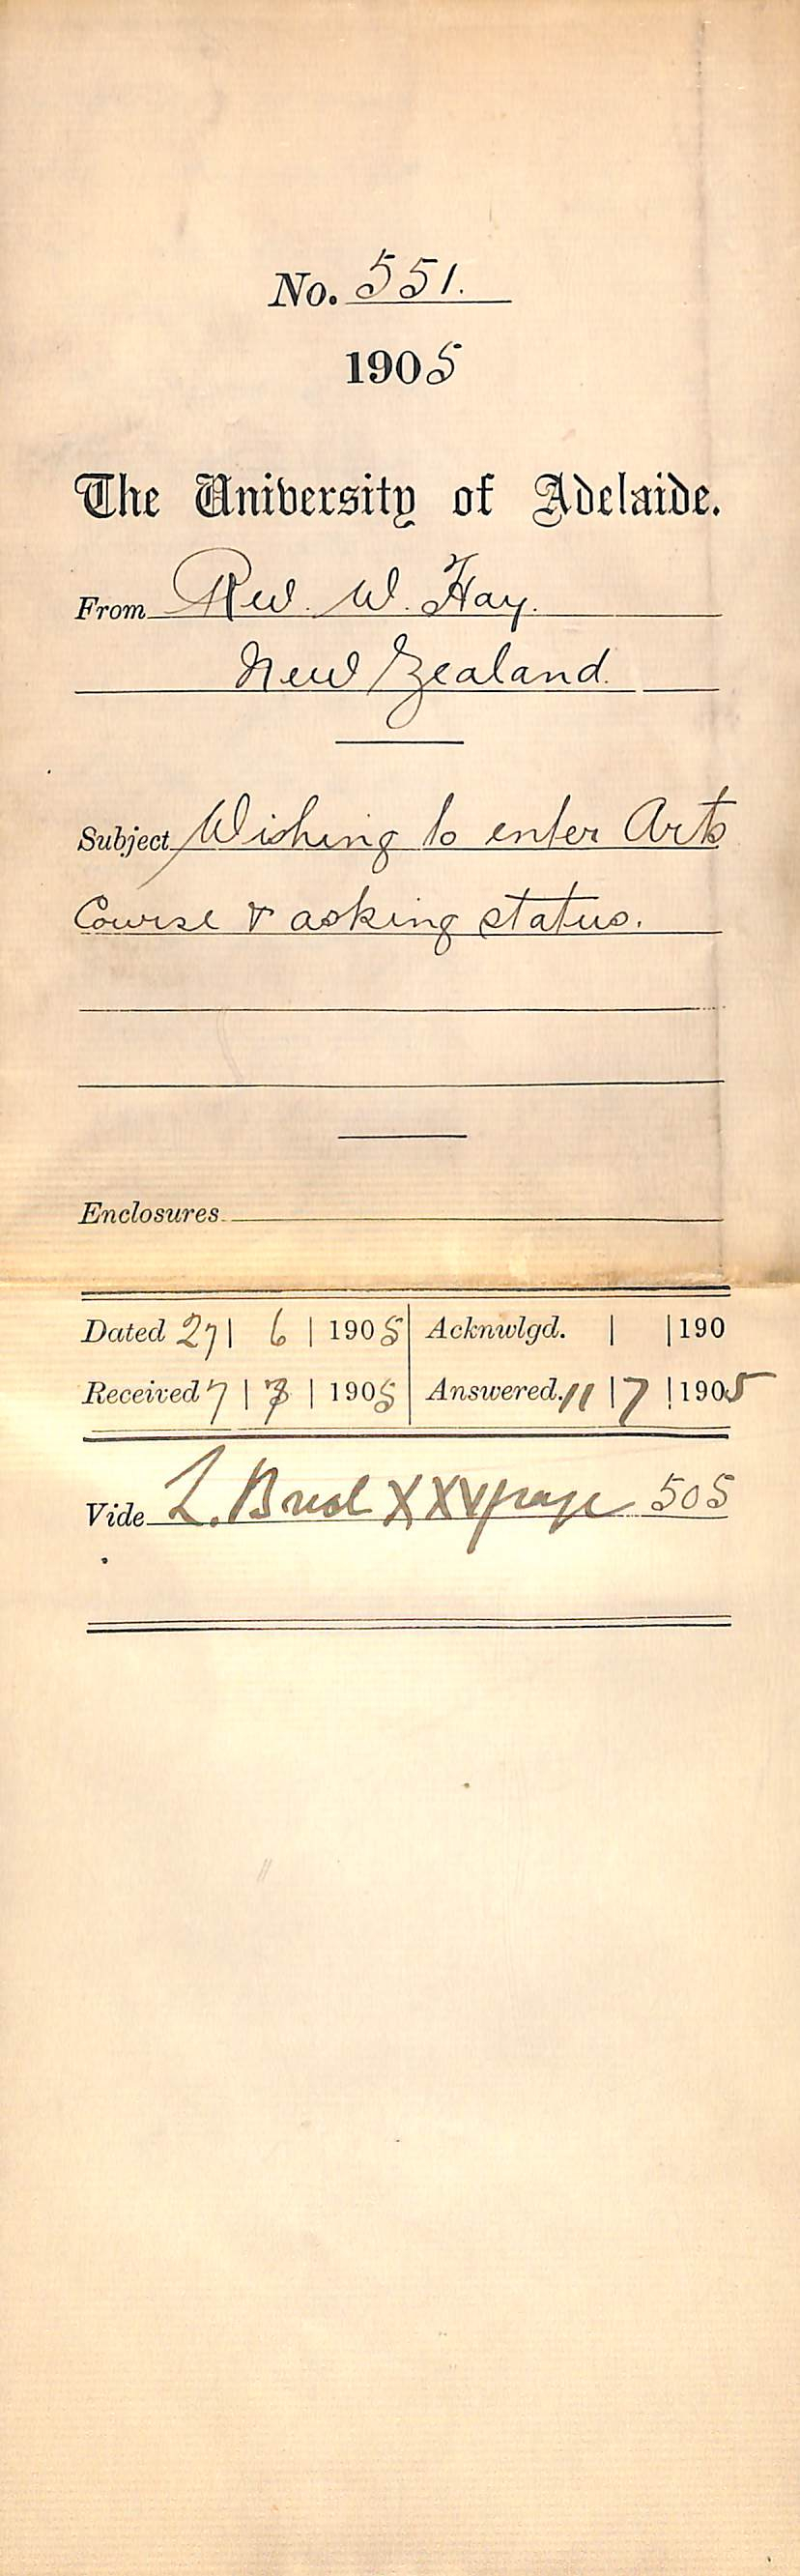 No. 551.
1905
The University of Adelaide.
From Rev. W. Hay.
New Zealand.
Subject Wishing to enter Arts
Course & asking status.
Enclosures
Dated 27 | 6 | 1905 Acknwlgd. | | 190
Received 7 | 7 | 1905 Answered. 11 | 7 | 1905
Vide L. Book XXV page 505